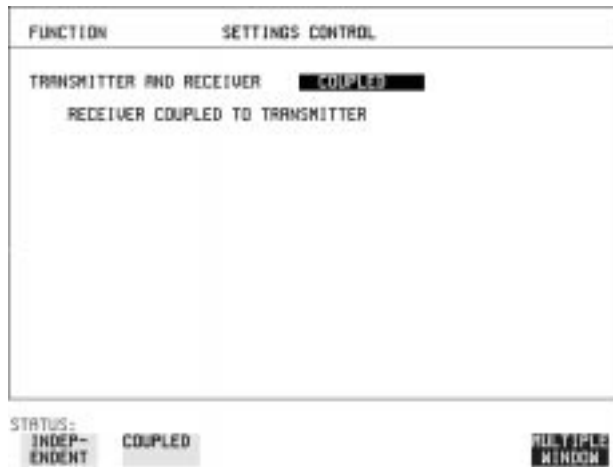 FUNCTION SETTINGS CONTROL
TRANSMITTER AND RECEIVER COUPLED
RECEIVER COUPLED TO TRANSMITTER
STATUS:
INDEP-
ENDENT
COUPLED
MULTIPLE
WINDOW